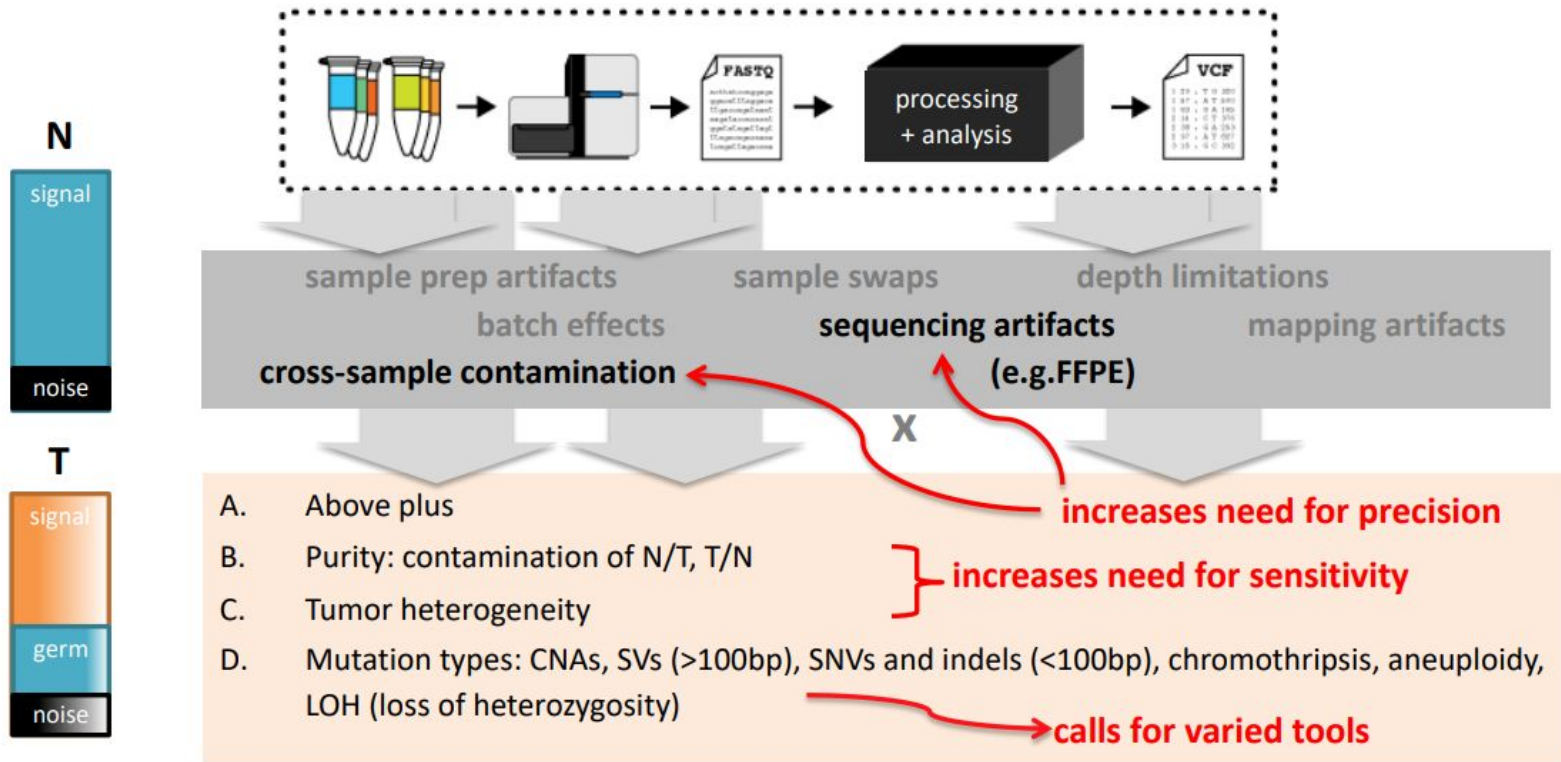 FASTQ
VCF
processing
+ analysis
N
signal
noise
sample prep artifacts
sample swaps
depth limitations
batch effects
sequencing artifacts
mapping artifacts
cross-sample contamination
(e.g.FFPE)
X
T
signal
germ
noise
A. Above plus
increases need for precision
B. Purity: contamination of N/T, T/N
increases need for sensitivity
C. Tumor heterogeneity
D. Mutation types: CNAs, SVs (>100bp), SNVs and indels (<100bp), chromothripsis, aneuploidy,
LOH (loss of heterozygosity)
calls for varied tools